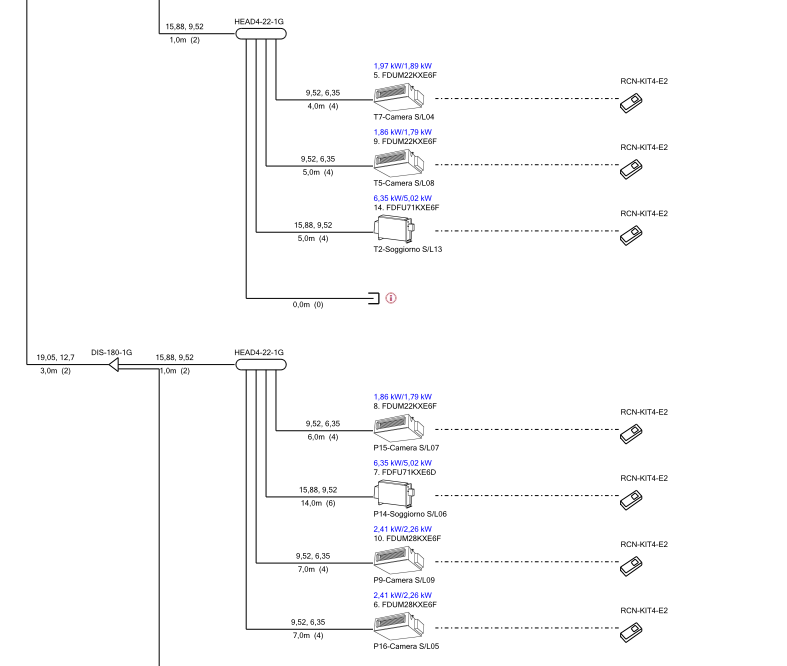 HEAD4-22-1G
15,88, 9,52
1,0m (2)
1,97 kW/1,89 kW
5. FDUM22KXE6F
RCN-KIT4-E2
9,52, 6,35
4,0m (4)
T7-Camera S/L04
1,86 kW/1,79 kW
9. FDUM22KXE6F
RCN-KIT4-E2
9,52, 6,35
5,0m (4)
T5-Camera S/L08
6,35 kW/5,02 kW
14. FDFU71KXE6F
RCN-KIT4-E2
15,88, 9,52
5,0m (4)
T2-Soggiorno S/L13
0,0m (0)
i
DIS-180-1G
HEAD4-22-1G
19,05, 12,7
3,0m (2)
15,88, 9,52
1,0m (2)
1,86 kW/1,79 kW
8. FDUM22KXE6F
RCN-KIT4-E2
9,52, 6,35
6,0m (4)
P15-Camera S/L07
6,35 kW/5,02 kW
7. FDFU71KXE6D
RCN-KIT4-E2
15,88, 9,52
14,0m (6)
P14-Soggiorno S/L06
2,41 kW/2,26 kW
10. FDUM28KXE6F
RCN-KIT4-E2
9,52, 6,35
7,0m (4)
P9-Camera S/L09
2,41 kW/2,26 kW
6. FDUM28KXE6F
RCN-KIT4-E2
9,52, 6,35
7,0m (4)
P16-Camera S/L05